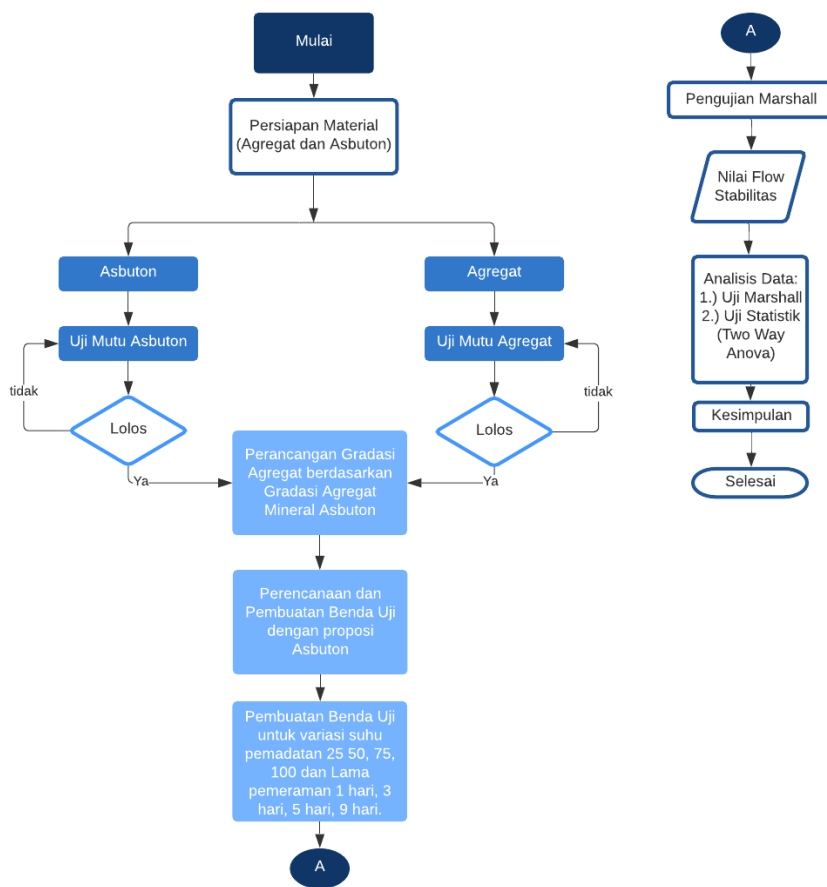 Mulai
Persiapan Material
(Agregat dan Asbuton)
Asbuton
Agregat
Uji Mutu Asbuton
Uji Mutu Agregat
tidak
tidak
Lolos
Lolos
Ya
Ya
Perancangan Gradasi
Agregat berdasarkan
Gradasi Agregat
Mineral Asbuton
Perencanaan dan
Pembuatan Benda Uji
dengan proposi
Asbuton
Pembuatan Benda Uji
untuk variasi suhu
pemadatan 25 50, 75,
100 dan Lama
pemeraman 1 hari, 3
hari, 5 hari, 9 hari.
A
A
Pengujian Marshall
Nilai Flow
Stabilitas
Analisis Data:
1.) Uji Marshall
2.) Uji Statistik
(Two Way
Anova)
Kesimpulan
Selesai